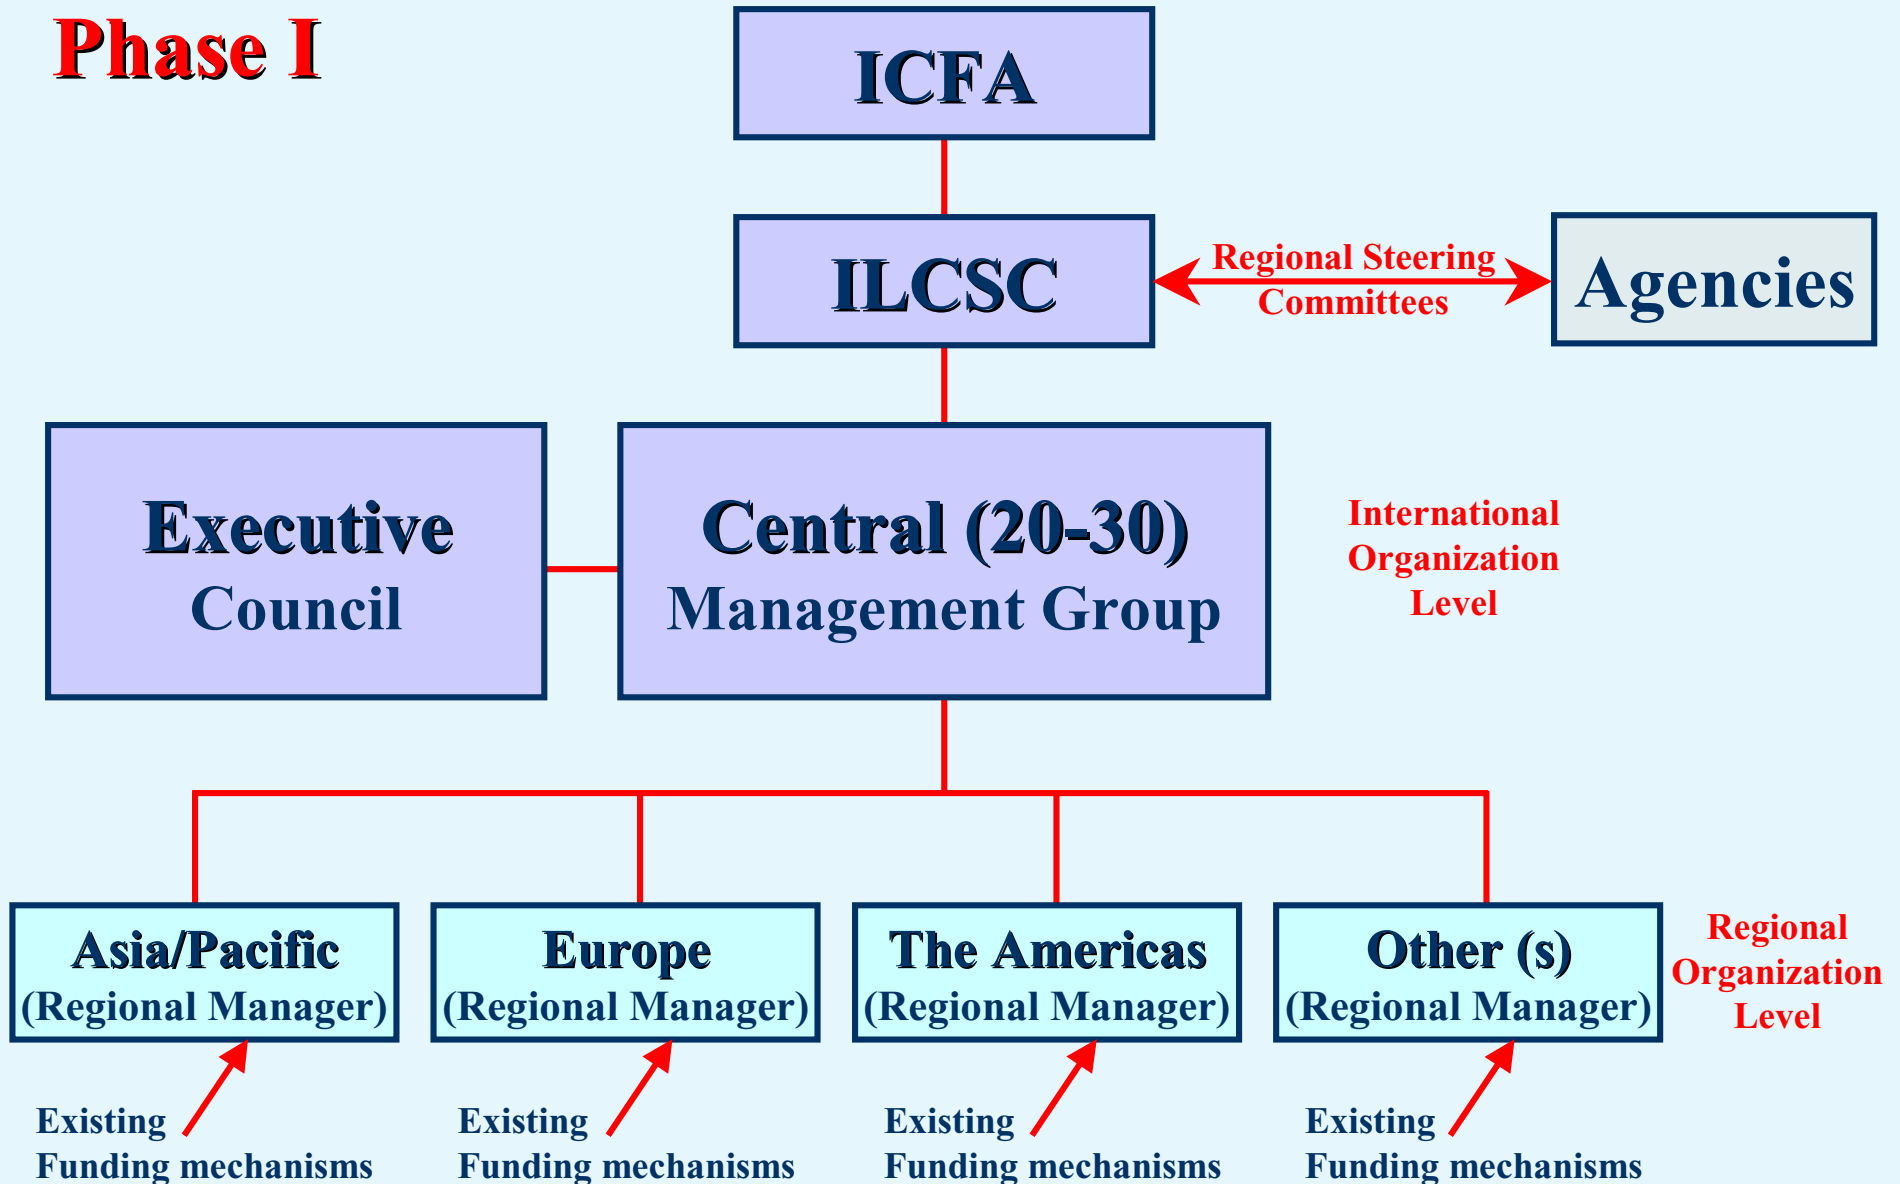 Phase I
ICFA
ILCSC
Regional Steering
Committees
Agencies
Executive
Council
Central (20-30)
Management Group
International
Organization
Level
Asia/Pacific
(Regional Manager)
Europe
(Regional Manager)
The Americas
(Regional Manager)
Other (s)
(Regional Manager)
Regional
Organization
Level
Existing
Funding mechanisms
Existing
Funding mechanisms
Existing
Funding mechanisms
Existing
Funding mechanisms